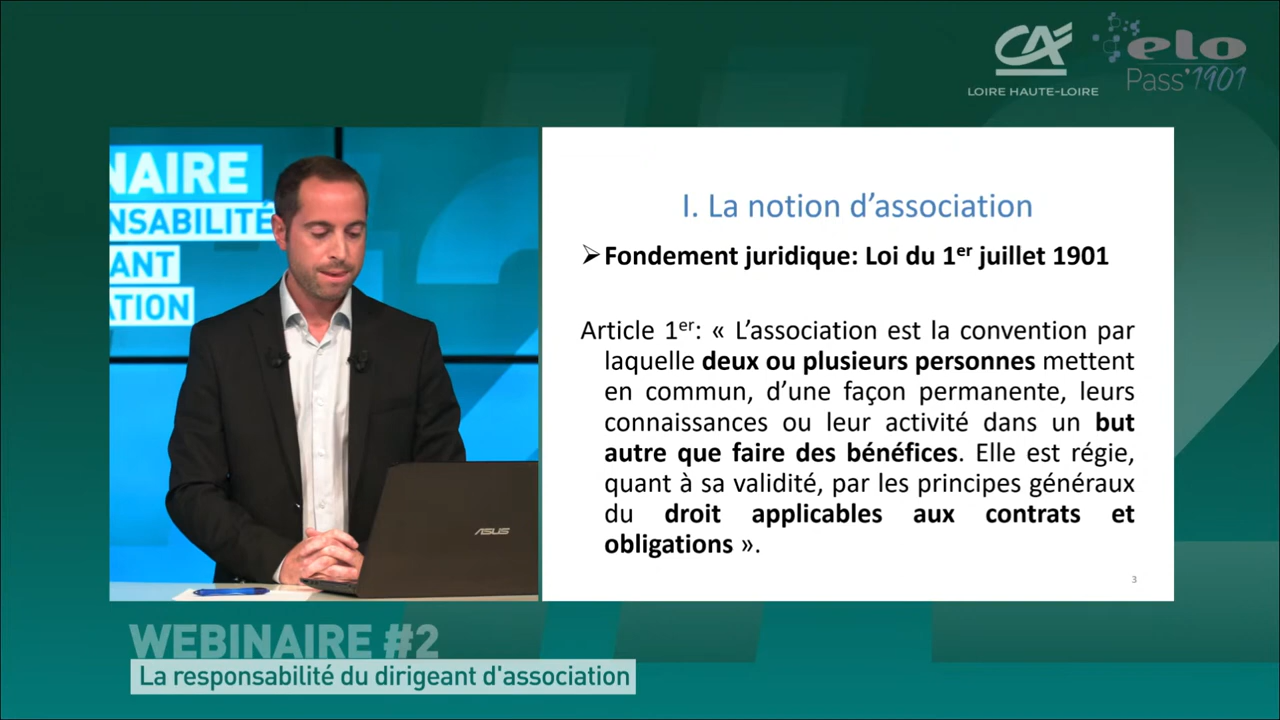 CA
LOIRE HAUTE-LOIRE
elo
Pass'1901
NAIRE
NSABILITÉ
ANT
ATION
ASUS
I. La notion d’association
Fondement juridique: Loi du 1er juillet 1901
Article 1er: « L’association est la convention par
laquelle deux ou plusieurs personnes mettent
en commun, d’une façon permanente, leurs
connaissances ou leur activité dans un but
autre que faire des bénéfices. Elle est régie,
quant à sa validité, par les principes généraux
du droit applicables aux contrats et
obligations ».
3
WEBINAIRE #2
La responsabilité du dirigeant d'association